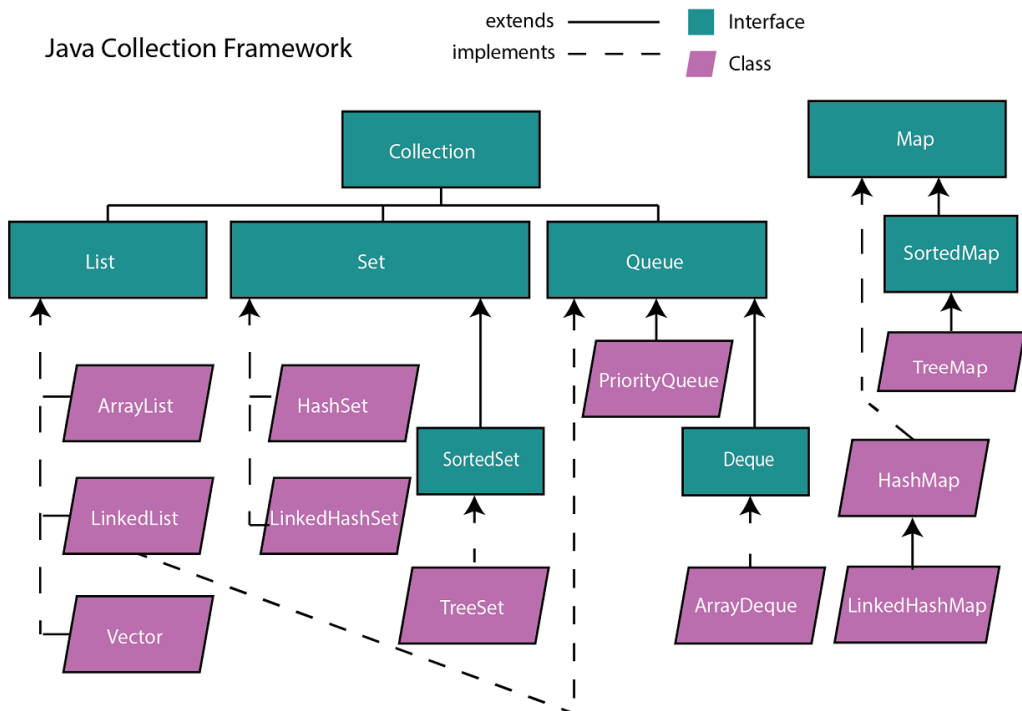 Java Collection Framework
extends
implements
Interface
Class
Collection
Map
List
Set
Queue
SortedMap
PriorityQueue
TreeMap
ArrayList
HashSet
SortedSet
Deque
HashMap
LinkedList
LinkedHashSet
TreeSet
ArrayDeque
LinkedHashMap
Vector